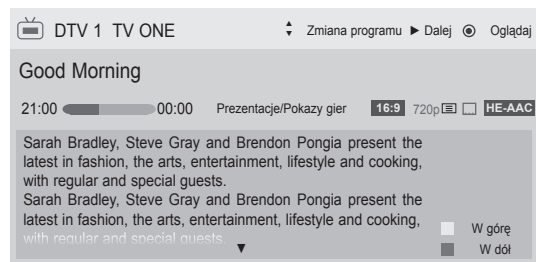 DTV 1 TV ONE Zmiana programu Dalej Oglądaj
Good Morning
21:00 00:00 Prezentacje/Pokazy gier 16:9 720p HE-AAC
Sarah Bradley, Steve Gray and Brendon Pongia present the
latest in fashion, the arts, entertainment, lifestyle and cooking,
with regular and special guests.
Sarah Bradley, Steve Gray and Brendon Pongia present the
latest in fashion, the arts, entertainment, lifestyle and cooking,
with regular and special guests.
W górę
W dół